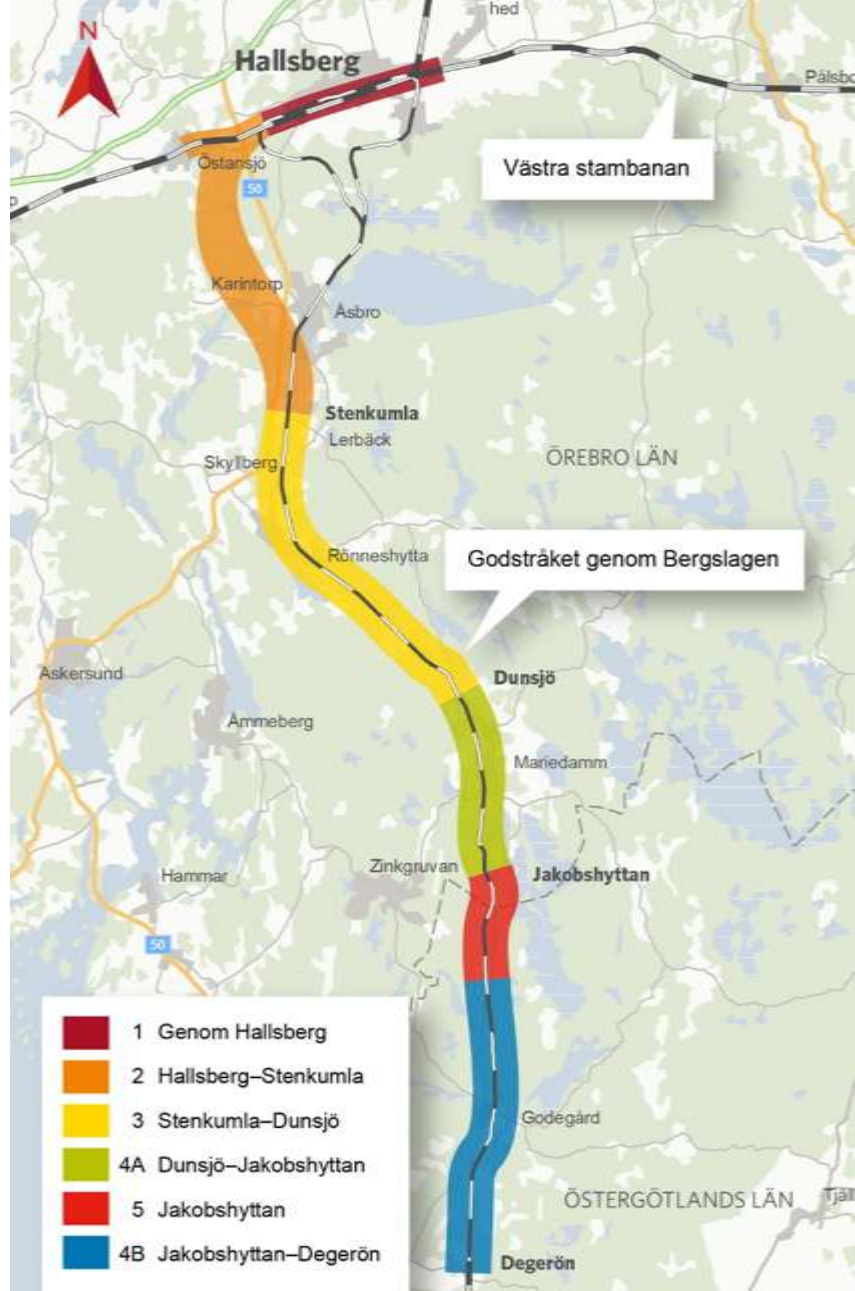 hed
N
Hallsberg
Pålsbo
Västra stambanan
Östansjö
50
Karintorp
Åsbro
Stenkumla
Lerbäck
Skyllberg
ÖREBRO LÄN
Rönneshytta
Godstråket genom Bergslagen
Askersund
Dunsjö
Åmmeberg
Mariedamm
Zinkgruvan
Jakobshyttan
Hammar
50
1 Genom Hallsberg
2 Hallsberg–Stenkumla
3 Stenkumla–Dunsjö
4A Dunsjö–Jakobshyttan
5 Jakobshyttan
4B Jakobshyttan–Degerön
Godegård
ÖSTERGÖTLANDS LÄN
Tjäll
Degerön